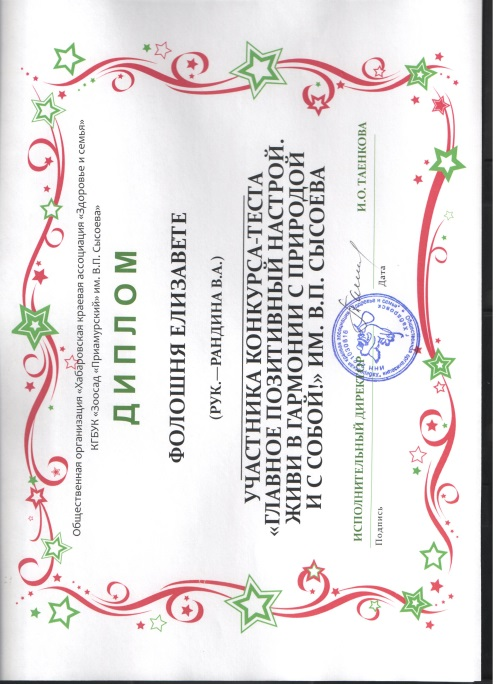 Общественная организация «Хабаровская краевая ассоциация «Здоровье и семья»
КГБУК «Зоосад «Приамурский» им. В.П. Сысоева»
ДИПЛОМ
ФОЛОШНЯ ЕЛИЗАВЕТЕ
(РУК.—РАНДИНА В.А.)
УЧАСТНИКА КОНКУРСА-ТЕСТА
«ГЛАВНОЕ ПОЗИТИВНЫЙ НАСТРОЙ.
ЖИВИ В ГАРМОНИИ С ПРИРОДОЙ
И С СОБОЙ!» ИМ. В.П. СЫСОЕВА
ИСПОЛНИТЕЛЬНЫЙ ДИРЕКТОР И.О.ТАЕНКОВА
Подпись Дата